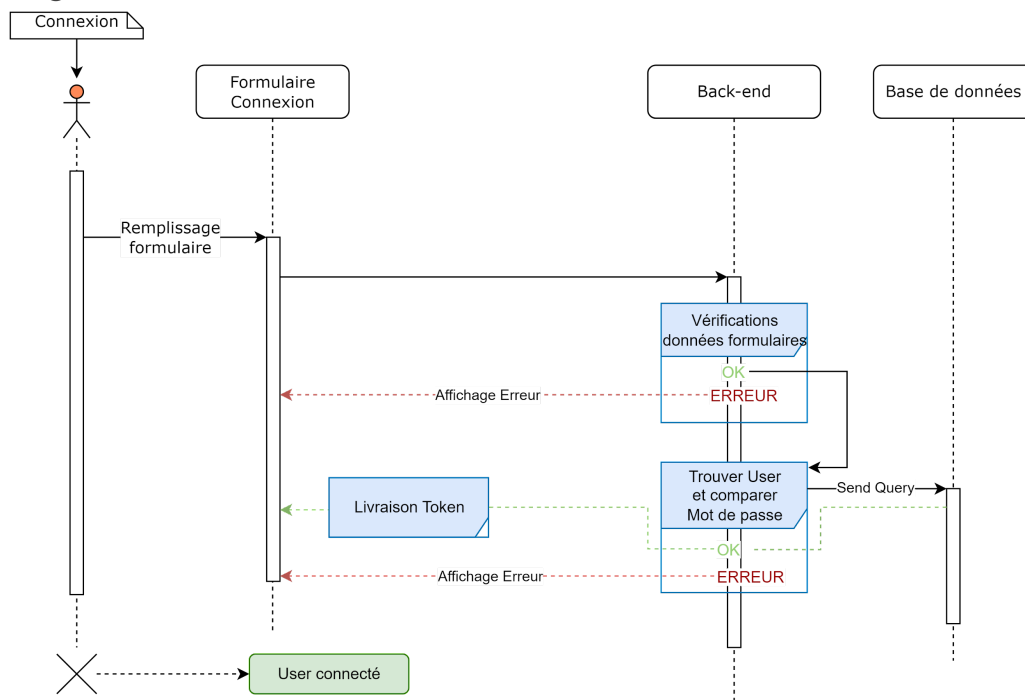 Connexion
Formulaire
Connexion
Back-end
Base de données
Remplissage
formulaire
Vérifications
données formulaires
OK
Affichage Erreur
ERREUR
Trouver User
et comparer
Mot de passe
Send Query
Livraison Token
OK
Affichage Erreur
ERREUR
User connecté